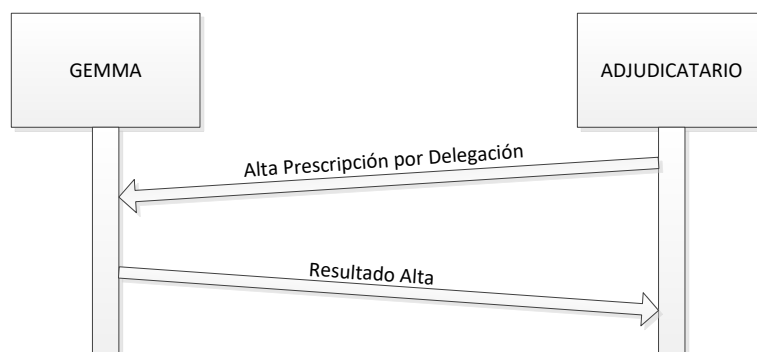 GEMMA
ADJUDICATARIO
Alta Prescripción por Delegación
Resultado Alta